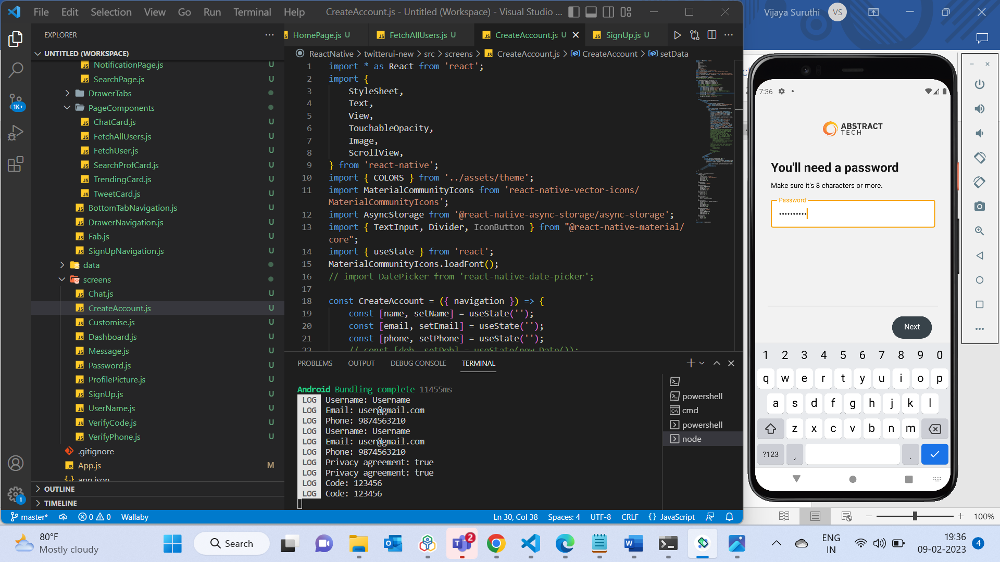 File Edit Selection View Go Run Terminal Help
CreateAccount.js - Untitled (Workspace) - Visual Studio ...
Vijaya Suruthi VS
EXPLORER
UNTITLED (WORKSPACE)
NotificationPage.js U
SearchPage.js U
DrawerTabs
PageComponents
ChatCard.js U
FetchAllUsers.js U
FetchUser.js U
SearchProfCard.js U
TrendingCard.js U
TweetCard.js U
BottomTabNavigation.js U
DrawerNavigation.js U
Fab.js U
SignUpNavigation.js U
data
screens
Chat.js U
CreateAccount.js U
Customise.js U
Dashboard.js U
Message.js U
Password.js U
ProfilePicture.js U
SignUp.js U
UserName.js U
VerifyCode.js U
VerifyPhone.js U
.gitignore
App.js M
app.json
OUTLINE
TIMELINE
1K+
1
HomePage.js U FetchAllUsers.js U CreateAccount.js U SignUp.js U
ReactNative > twitterui-new > src > screens > CreateAccount.js > CreateAccount > setData
1 import * as React from 'react';
2 import {
3 StyleSheet,
4 Text,
5 View,
6 TouchableOpacity,
7 Image,
8 ScrollView,
9 } from 'react-native';
10 import { COLORS } from '../assets/theme';
11 import MaterialCommunityIcons from 'react-native-vector-icons/
MaterialCommunityIcons';
12 import AsyncStorage from '@react-native-async-storage/async-storage';
13 import { TextInput, Divider, IconButton } from "@react-native-material/
core";
14 import { useState } from 'react';
15 MaterialCommunityIcons.loadFont();
16 // import DatePicker from 'react-native-date-picker';
17
18 const CreateAccount = ({ navigation }) => {
19 const [name, setName] = useState('');
20 const [email, setEmail] = useState('');
21 const [phone, setPhone] = useState('');
22 // const [dob, setDob] = useState(new Date());
PROBLEMS OUTPUT DEBUG CONSOLE TERMINAL
Android Bundling complete 11455ms
LOG Username: Username
LOG Email: user@gmail.com
LOG Phone: 9874563210
LOG Username: Username
LOG Email: user@gmail.com
LOG Phone: 9874563210
LOG Privacy agreement: true
LOG Privacy agreement: true
LOG Code: 123456
LOG Code: 123456
powershell
cmd
powershell
node
master* 0 0 Wallaby
Ln 30, Col 38 Spaces: 4 UTF-8 CRLF {} JavaScript
7:36
ABSTRACT
TECH
You'll need a password
Make sure it's 8 characters or more.
Password
••••••••••
Next
1 2 3 4 5 6 7 8 9 0
q w e r t y u i o p
a s d f g h j k l
z x c v b n m
?123 , .
100%
80°F
Mostly cloudy
Search
2
ENG
IN
19:36
09-02-2023
4